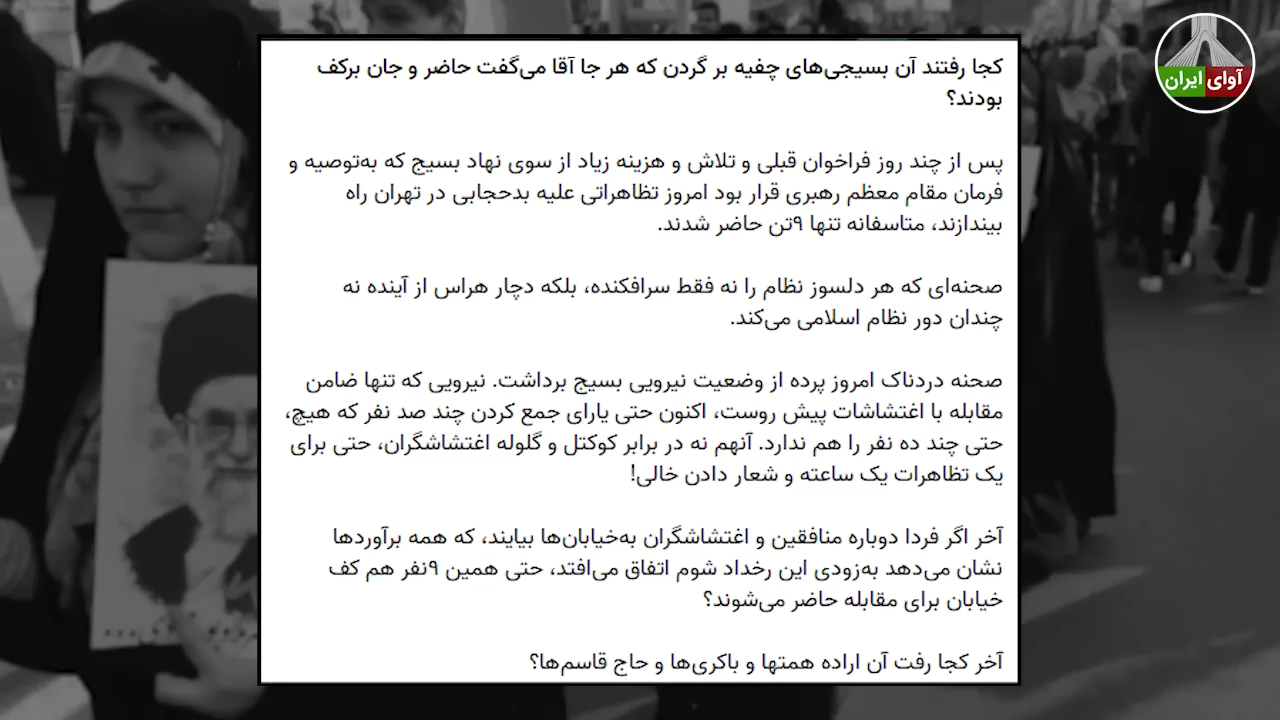 آوای ایران
کجا رفتند آن بسیجی‌های چفیه بر گردن که هر جا آقا می‌گفت حاضر و جان برکف
بودند؟
پس از چند روز فراخوان قبلی و تلاش و هزینه زیاد از سوی نهاد بسیج که به‌توصیه و
فرمان مقام معظم رهبری قرار بود امروز تظاهراتی علیه بدحجابی در تهران راه
بیندازند، متاسفانه تنها ۹تن حاضر شدند.
صحنه‌ای که هر دلسوز نظام را نه فقط سرافکنده، بلکه دچار هراس از آینده نه
چندان دور نظام اسلامی می‌کند.
صحنه دردناک امروز پرده از وضعیت نیرویی بسیج برداشت. نیرویی که تنها ضامن
مقابله با اغتشاشات پیش روست، اکنون حتی یارای جمع کردن چند صد نفر که هیچ،
حتی چند ده نفر را هم ندارد. آنهم نه در برابر کوکتل و گلوله اغتشاشگران، حتی برای
یک تظاهرات یک ساعته و شعار دادن خالی!
آخر اگر فردا دوباره منافقین و اغتشاشگران به‌خیابان‌ها بیایند، که همه برآوردها
نشان می‌دهد به‌زودی این رخداد شوم اتفاق می‌افتد، حتی همین ۹نفر هم کف
خیابان برای مقابله حاضر می‌شوند؟
آخر کجا رفت آن اراده همتها و باکری‌ها و حاج قاسم‌ها؟